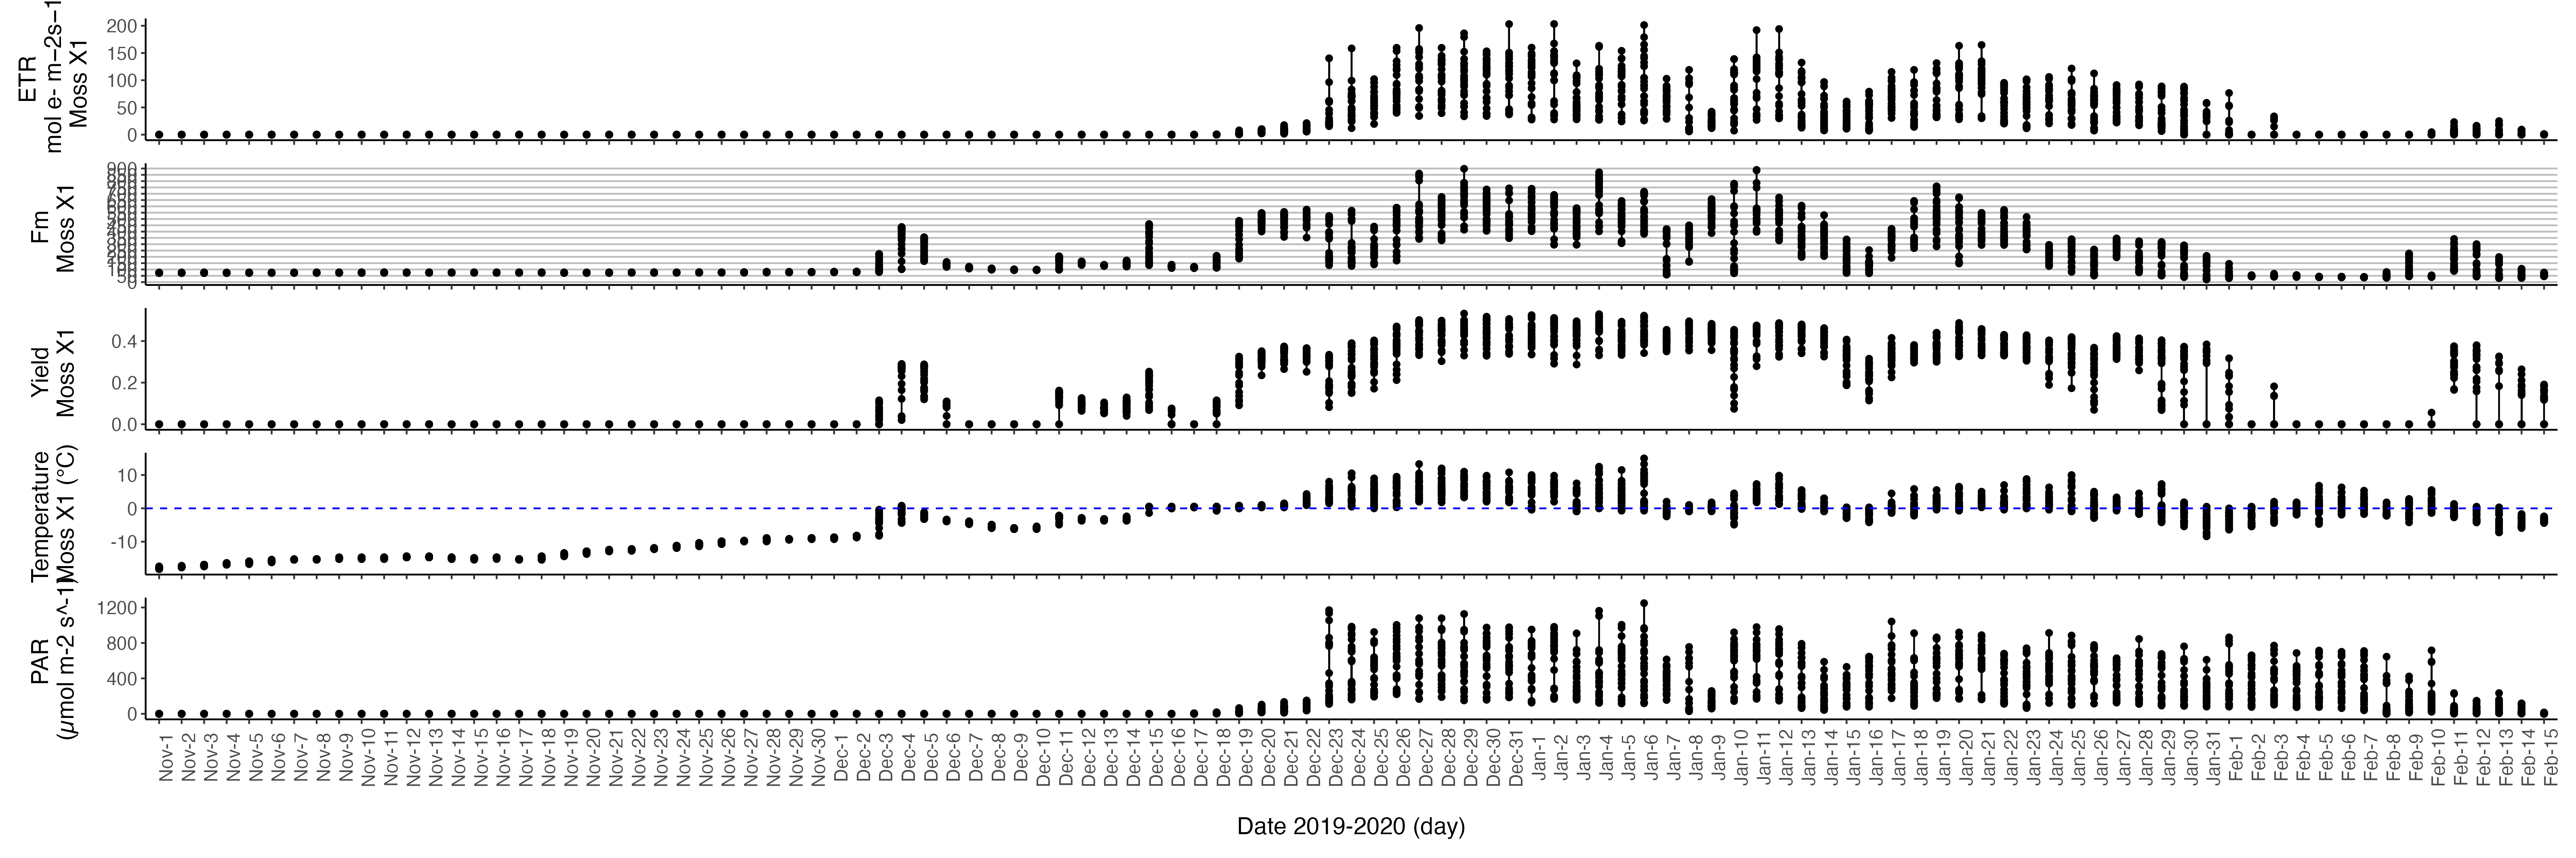 ETR
mol e- m−2s−1
Moss X1
200
150
100
50
0
Fm
Moss X1
900
0
Yield
Moss X1
0.4
0.2
0.0
Temperature
Moss X1 (°C)
10
0
-10
PAR
(µmol m-2 s^-1)
1200
800
400
0
Nov-1
Nov-2
Nov-3
Nov-4
Nov-5
Nov-6
Nov-7
Nov-8
Nov-9
Nov-10
Nov-11
Nov-12
Nov-13
Nov-14
Nov-15
Nov-16
Nov-17
Nov-18
Nov-19
Nov-20
Nov-21
Nov-22
Nov-23
Nov-24
Nov-25
Nov-26
Nov-27
Nov-28
Nov-29
Nov-30
Dec-1
Dec-2
Dec-3
Dec-4
Dec-5
Dec-6
Dec-7
Dec-8
Dec-9
Dec-10
Dec-11
Dec-12
Dec-13
Dec-14
Dec-15
Dec-16
Dec-17
Dec-18
Dec-19
Dec-20
Dec-21
Dec-22
Dec-23
Dec-24
Dec-25
Dec-26
Dec-27
Dec-28
Dec-29
Dec-30
Dec-31
Jan-1
Jan-2
Jan-3
Jan-4
Jan-5
Jan-6
Jan-7
Jan-8
Jan-9
Jan-10
Jan-11
Jan-12
Jan-13
Jan-14
Jan-15
Jan-16
Jan-17
Jan-18
Jan-19
Jan-20
Jan-21
Jan-22
Jan-23
Jan-24
Jan-25
Jan-26
Jan-27
Jan-28
Jan-29
Jan-30
Jan-31
Feb-1
Feb-2
Feb-3
Feb-4
Feb-5
Feb-6
Feb-7
Feb-8
Feb-9
Feb-10
Feb-11
Feb-12
Feb-13
Feb-14
Feb-15
Date 2019-2020 (day)